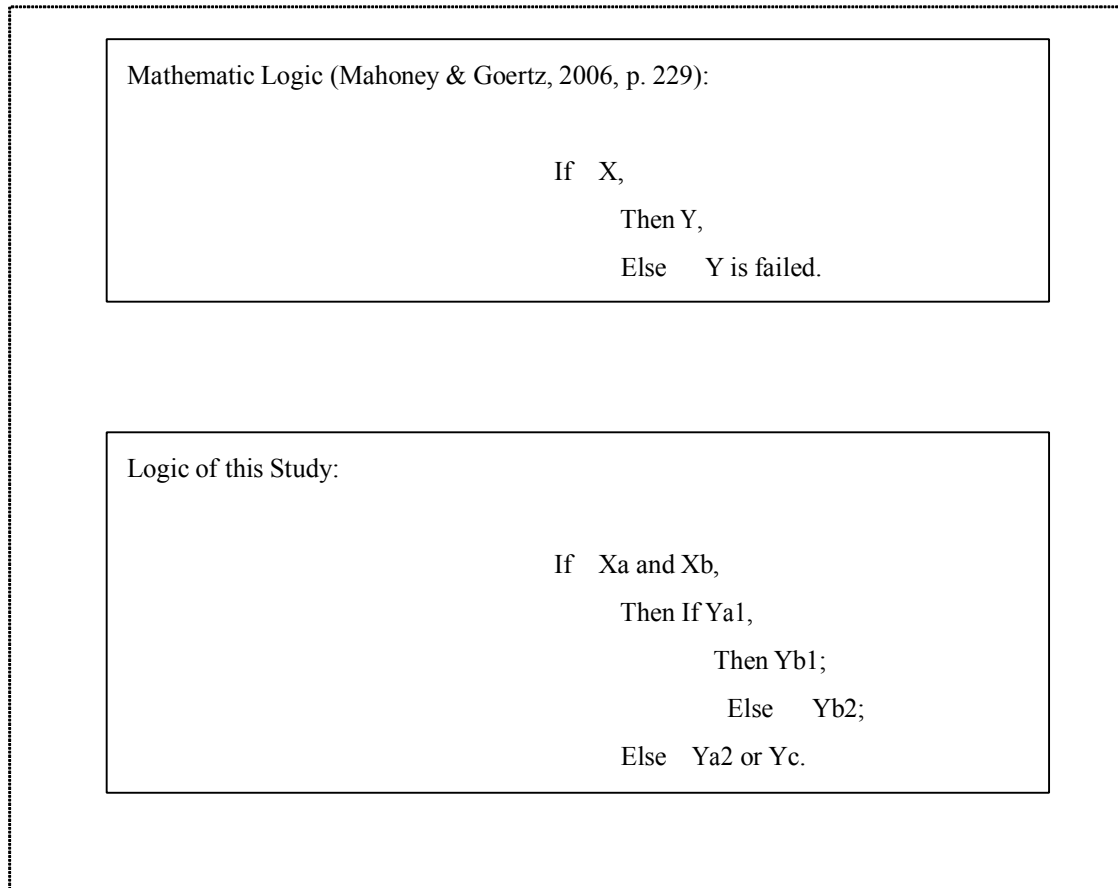 Mathematic Logic (Mahoney & Goertz, 2006, p. 229):
If X,
Then Y,
Else Y is failed.
Logic of this Study:
If Xa and Xb,
Then If Ya1,
Then Yb1;
Else Yb2;
Else Ya2 or Yc.